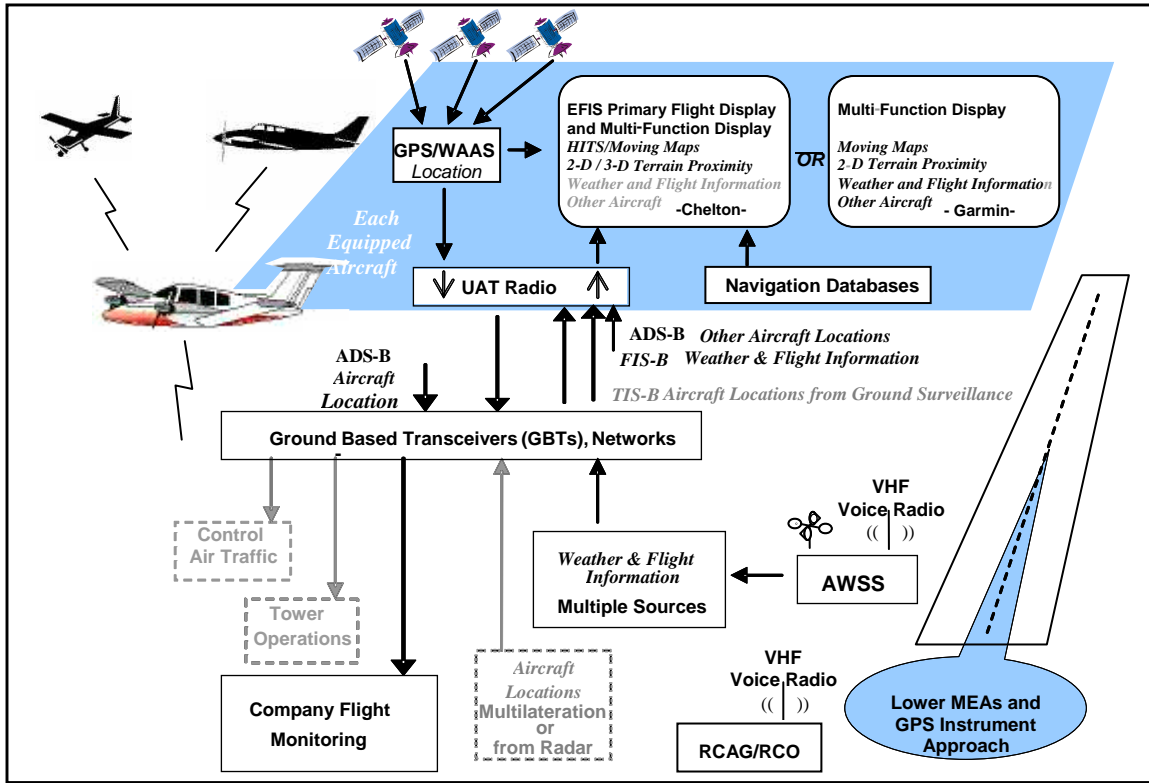 EFIS Primary Flight Display
and Multi-Function Display
HITS/Moving Maps
2-D / 3-D Terrain Proximity
Weather and Flight Information
Other Aircraft
-Chelton-
OR
Multi-Function Display
Moving Maps
2-D Terrain Proximity
Weather and Flight Information
Other Aircraft
- Garmin-
GPS/WAAS
Location
Each
Equipped
Aircraft
UAT Radio
Navigation Databases
ADS-B Other Aircraft Locations
FIS-B Weather & Flight Information
TIS-B Aircraft Locations from Ground Surveillance
ADS-B
Aircraft
Location
Ground Based Transceivers (GBTs), Networks
Control
Air Traffic
Tower
Operations
Company Flight
Monitoring
Aircraft
Locations
Multilateration
or
from Radar
Weather & Flight
Information
Multiple Sources
VHF
Voice Radio
(( ))
AWSS
VHF
Voice Radio
(( ))
RCAG/RCO
Lower MEAs and
GPS Instrument
Approach